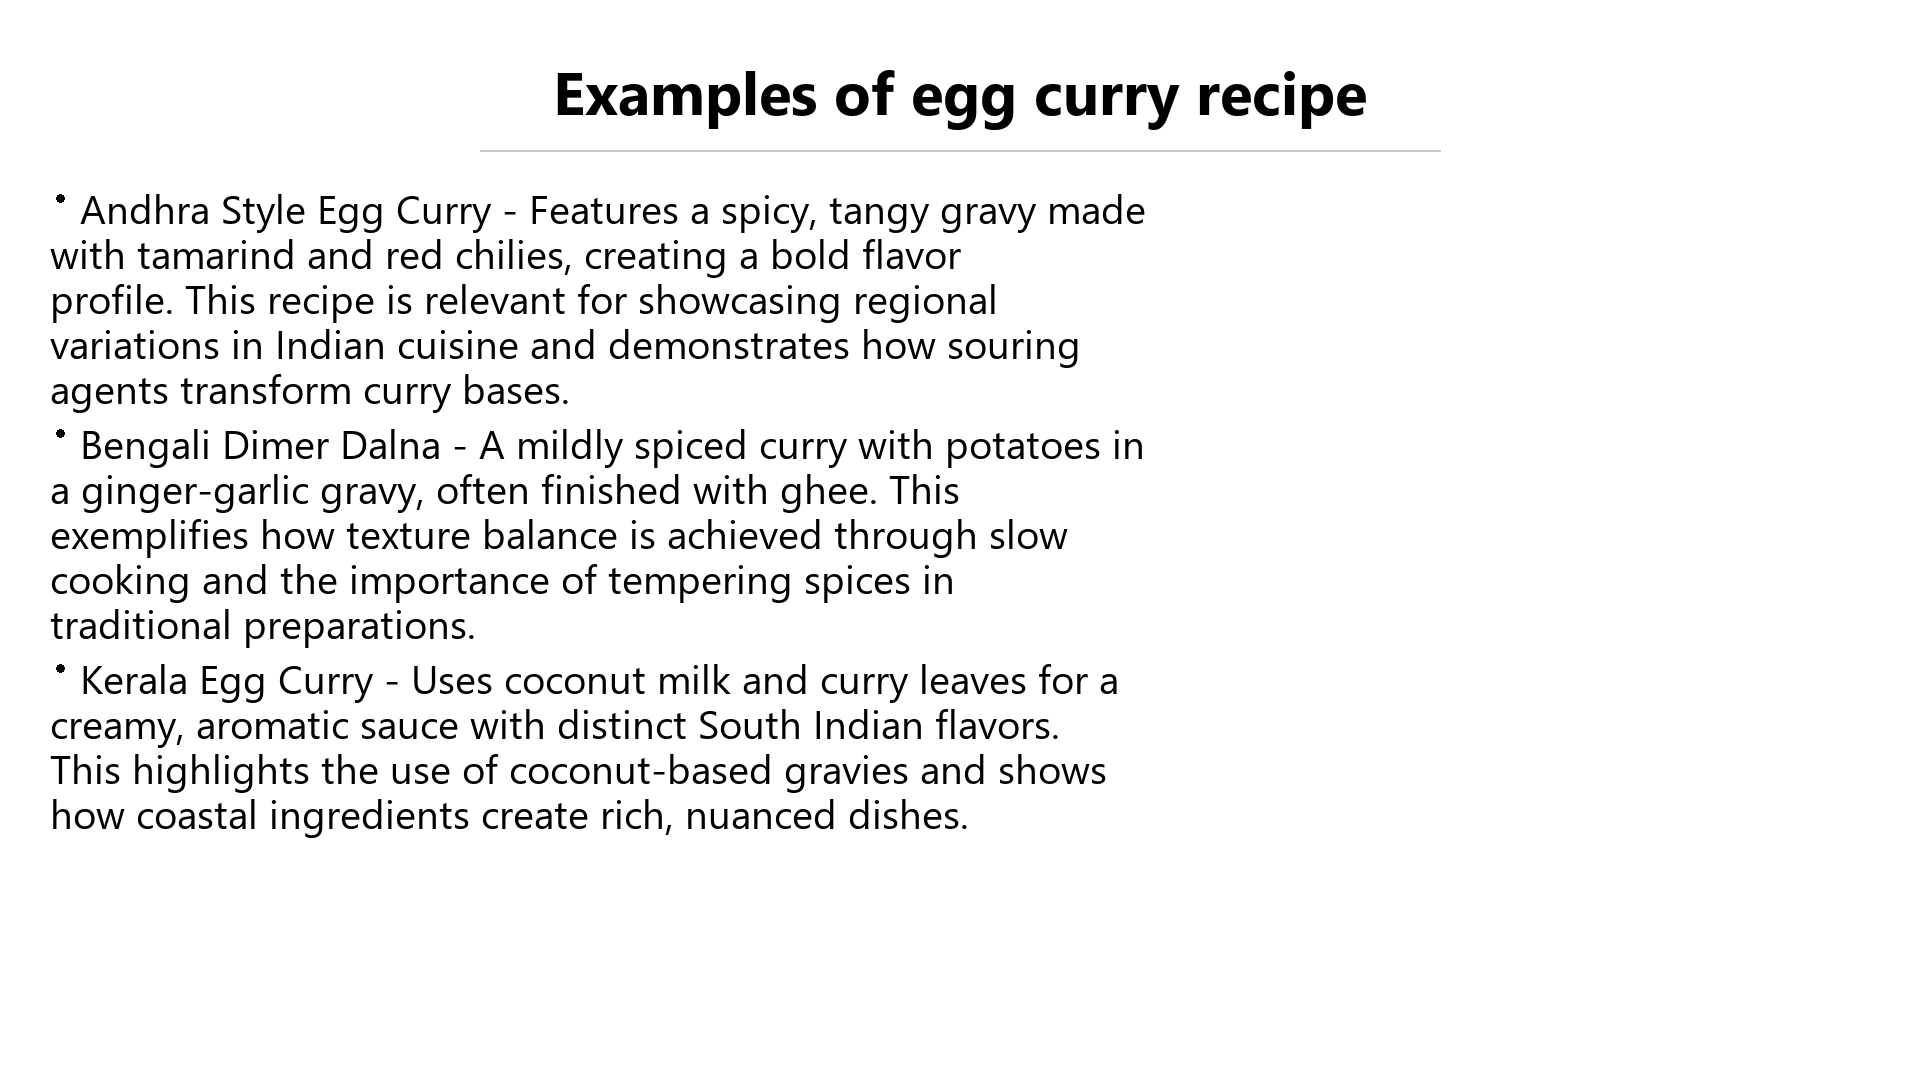 Examples of egg curry recipe
• Andhra Style Egg Curry - Features a spicy, tangy gravy made
with tamarind and red chilies, creating a bold flavor
profile. This recipe is relevant for showcasing regional
variations in Indian cuisine and demonstrates how souring
agents transform curry bases.
• Bengali Dimer Dalna - A mildly spiced curry with potatoes in
a ginger-garlic gravy, often finished with ghee. This
exemplifies how texture balance is achieved through slow
cooking and the importance of tempering spices in
traditional preparations.
• Kerala Egg Curry - Uses coconut milk and curry leaves for a
creamy, aromatic sauce with distinct South Indian flavors.
This highlights the use of coconut-based gravies and shows
how coastal ingredients create rich, nuanced dishes.